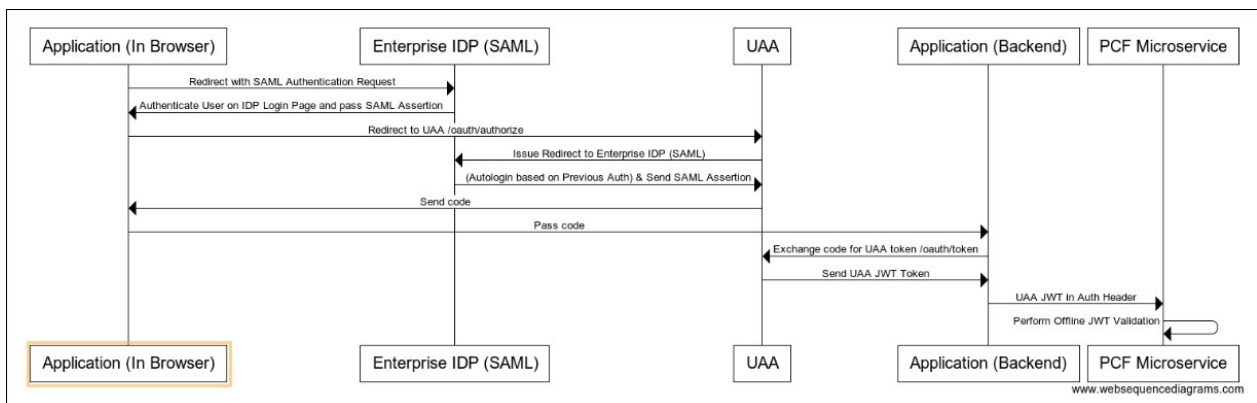 Application (In Browser)
Enterprise IDP (SAML)
UAA
Application (Backend)
PCF Microservice
Redirect with SAML Authentication Request
Authenticate User on IDP Login Page and pass SAML Assertion
Redirect to UAA /oauth/authorize
Issue Redirect to Enterprise IDP (SAML)
(Autologin based on Previous Auth) & Send SAML Assertion
Send code
Pass code
Exchange code for UAA token /oauth/token
Send UAA JWT Token
UAA JWT in Auth Header
Perform Offline JWT Validation
Application (In Browser)
Enterprise IDP (SAML)
UAA
Application (Backend)
PCF Microservice
www.websequencediagrams.com